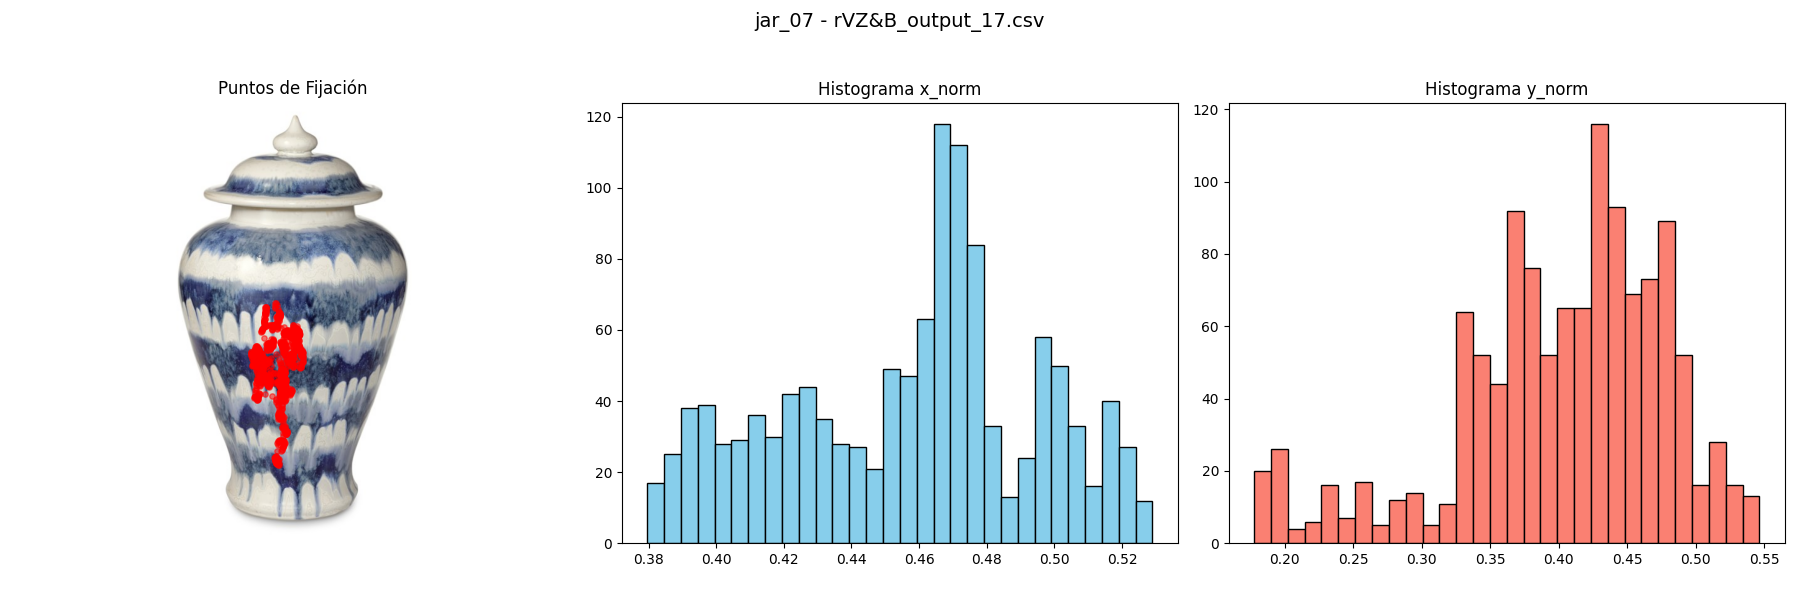 jar_07 - rVZ&B_output_17.csv
Puntos de Fijación
Histograma x_norm
120
100
80
60
40
20
0
0.38 0.40 0.42 0.44 0.46 0.48 0.50 0.52
Histograma y_norm
120
100
80
60
40
20
0
0.20 0.25 0.30 0.35 0.40 0.45 0.50 0.55